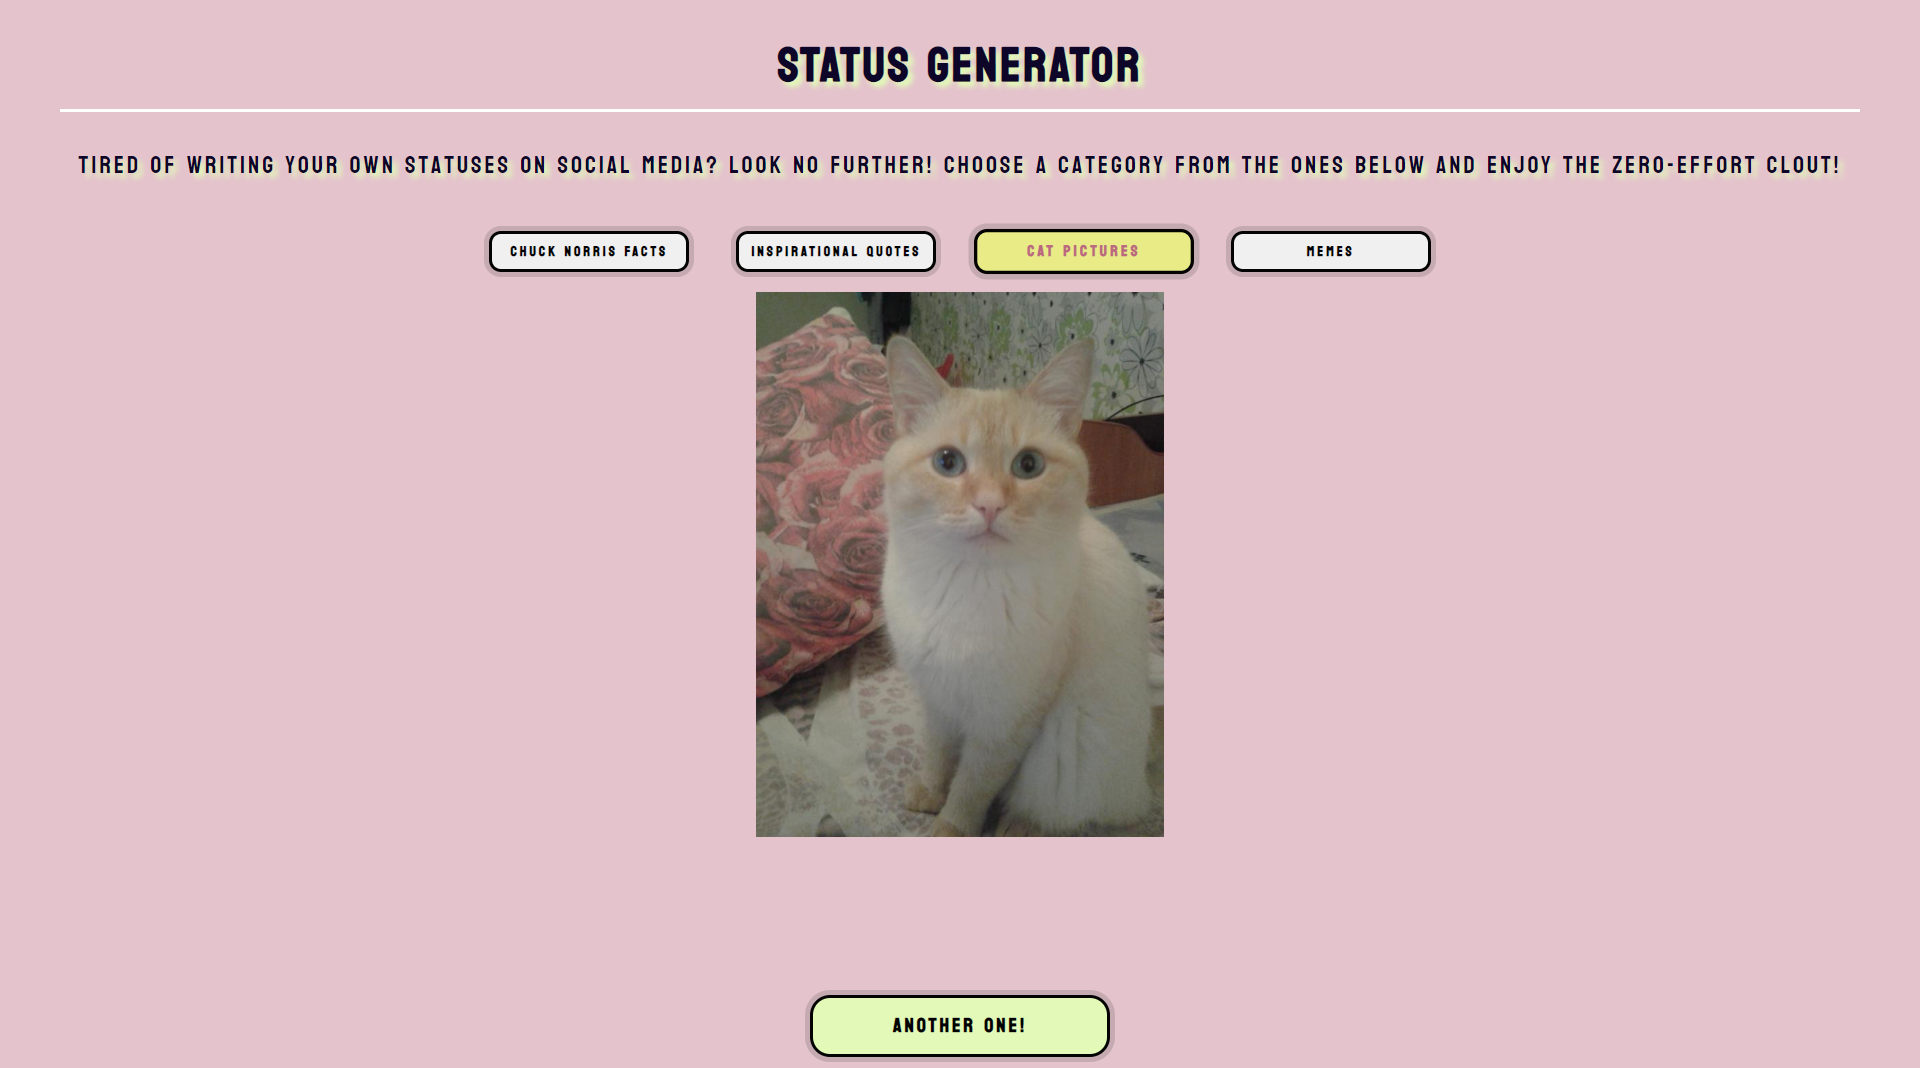 STATUS GENERATOR
TIRED OF WRITING YOUR OWN STATUSES ON SOCIAL MEDIA? LOOK NO FURTHER! CHOOSE A CATEGORY FROM THE ONES BELOW AND ENJOY THE ZERO-EFFORT CLOUT!
CHUCK NORRIS FACTS
INSPIRATIONAL QUOTES
CAT PICTURES
MEMES
ANOTHER ONE!